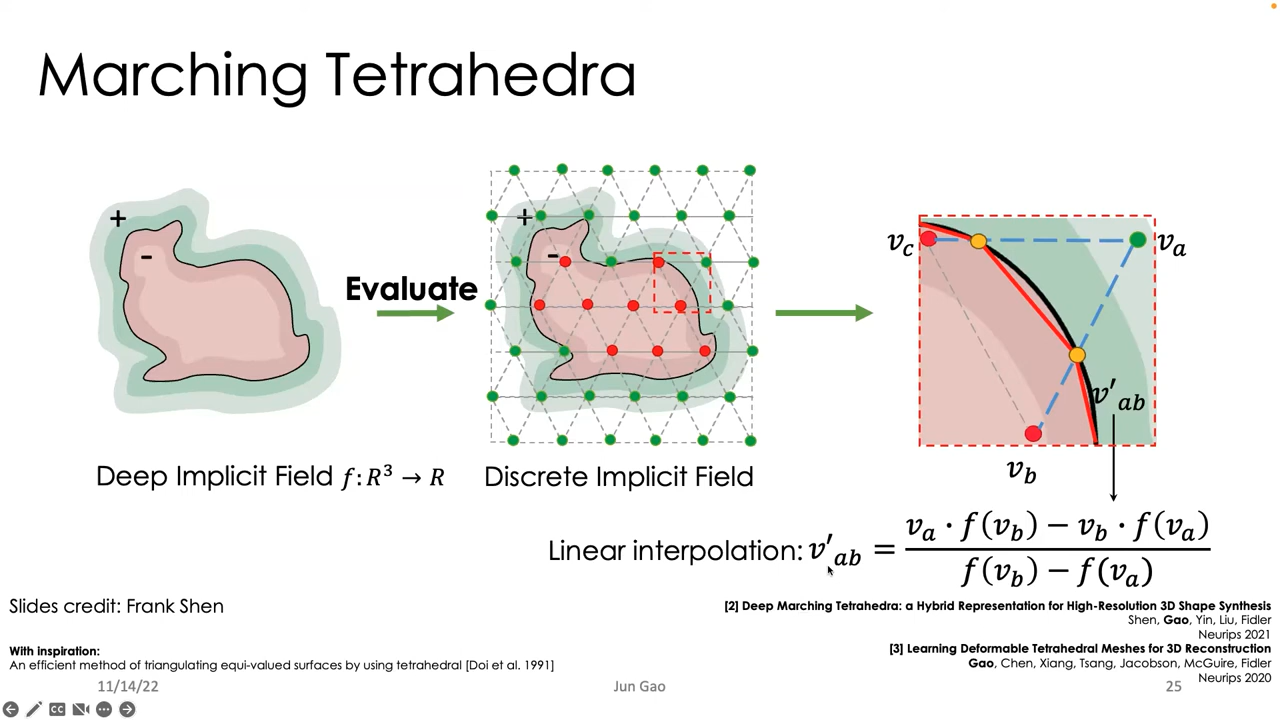 Marching Tetrahedra
+
-
Evaluate
+
-
v_c
v_a
v'_ab
v_b
Deep Implicit Field f: R³ → R
Discrete Implicit Field
Linear interpolation: v'_ab = (v_a · f(v_b) − v_b · f(v_a)) / (f(v_b) − f(v_a))
Slides credit: Frank Shen
With inspiration:
An efficient method of triangulating equi-valued surfaces by using tetrahedral [Doi et al. 1991]
[2] Deep Marching Tetrahedra: a Hybrid Representation for High-Resolution 3D Shape Synthesis
Shen, Gao, Yin, Liu, Fidler
Neurips 2021
[3] Learning Deformable Tetrahedral Meshes for 3D Reconstruction
Gao, Chen, Xiang, Tsang, Jacobson, McGuire, Fidler
Neurips 2020
11/14/22
Jun Gao
25
CC